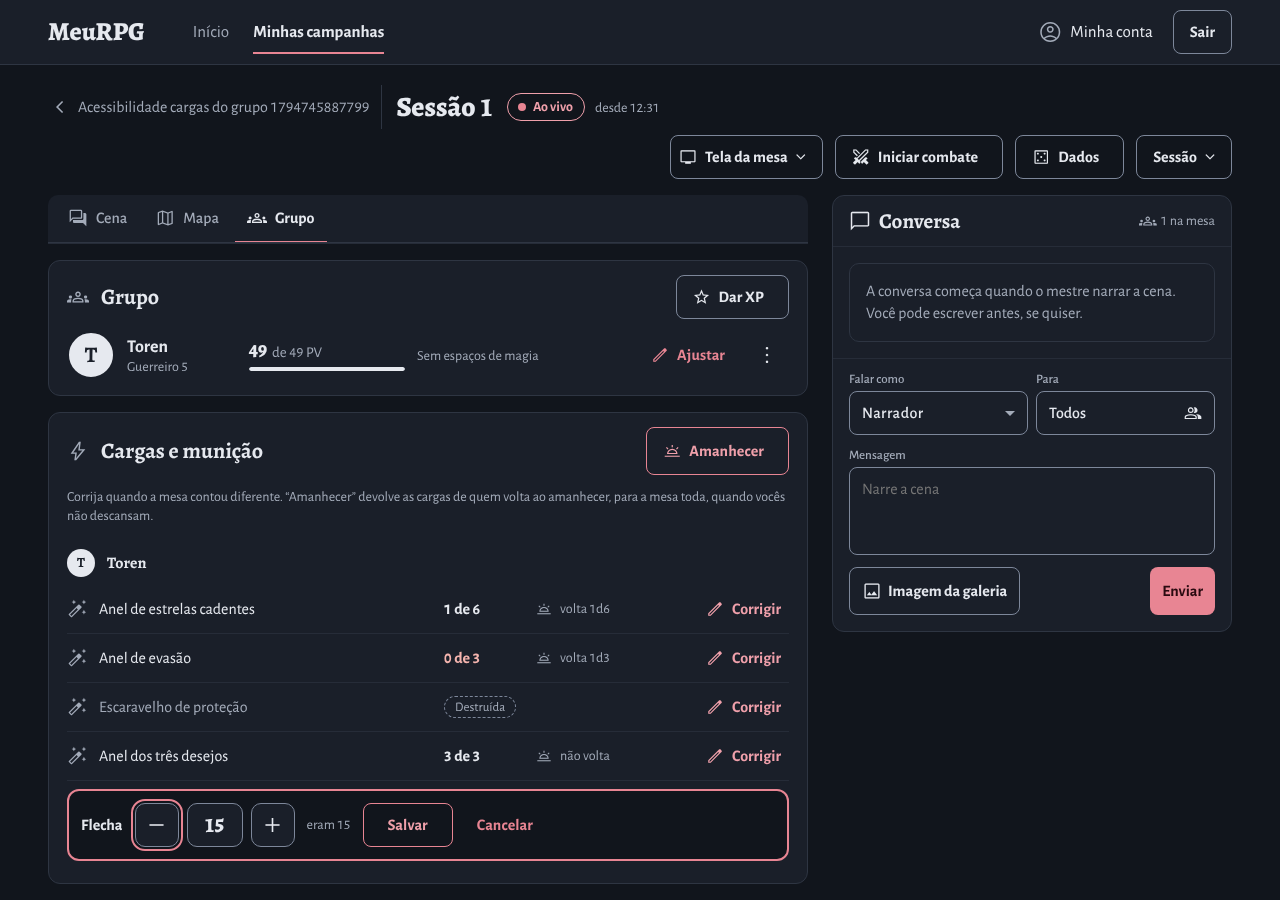 MeuRPG
Início
Minhas campanhas
Minha conta
Sair
Acessibilidade cargas do grupo 1794745887799
Sessão 1
Ao vivo
desde 12:31
Tela da mesa
Iniciar combate
Dados
Sessão
Cena
Mapa
Grupo
Grupo
Dar XP
T
Toren
Guerreiro 5
49 de 49 PV
Sem espaços de magia
Ajustar
Cargas e munição
Amanhecer
Corrija quando a mesa contou diferente. "Amanhecer" devolve as cargas de quem volta ao amanhecer, para a mesa toda, quando vocês
não descansam.
T
Toren
Anel de estrelas cadentes
1 de 6
volta 1d6
Corrigir
Anel de evasão
0 de 3
volta 1d3
Corrigir
Escaravelho de proteção
Destruída
Corrigir
Anel dos três desejos
3 de 3
não volta
Corrigir
Flecha
15
eram 15
Salvar
Cancelar
Conversa
1 na mesa
A conversa começa quando o mestre narrar a cena.
Você pode escrever antes, se quiser.
Falar como
Para
Narrador
Todos
Mensagem
Narre a cena
Imagem da galeria
Enviar